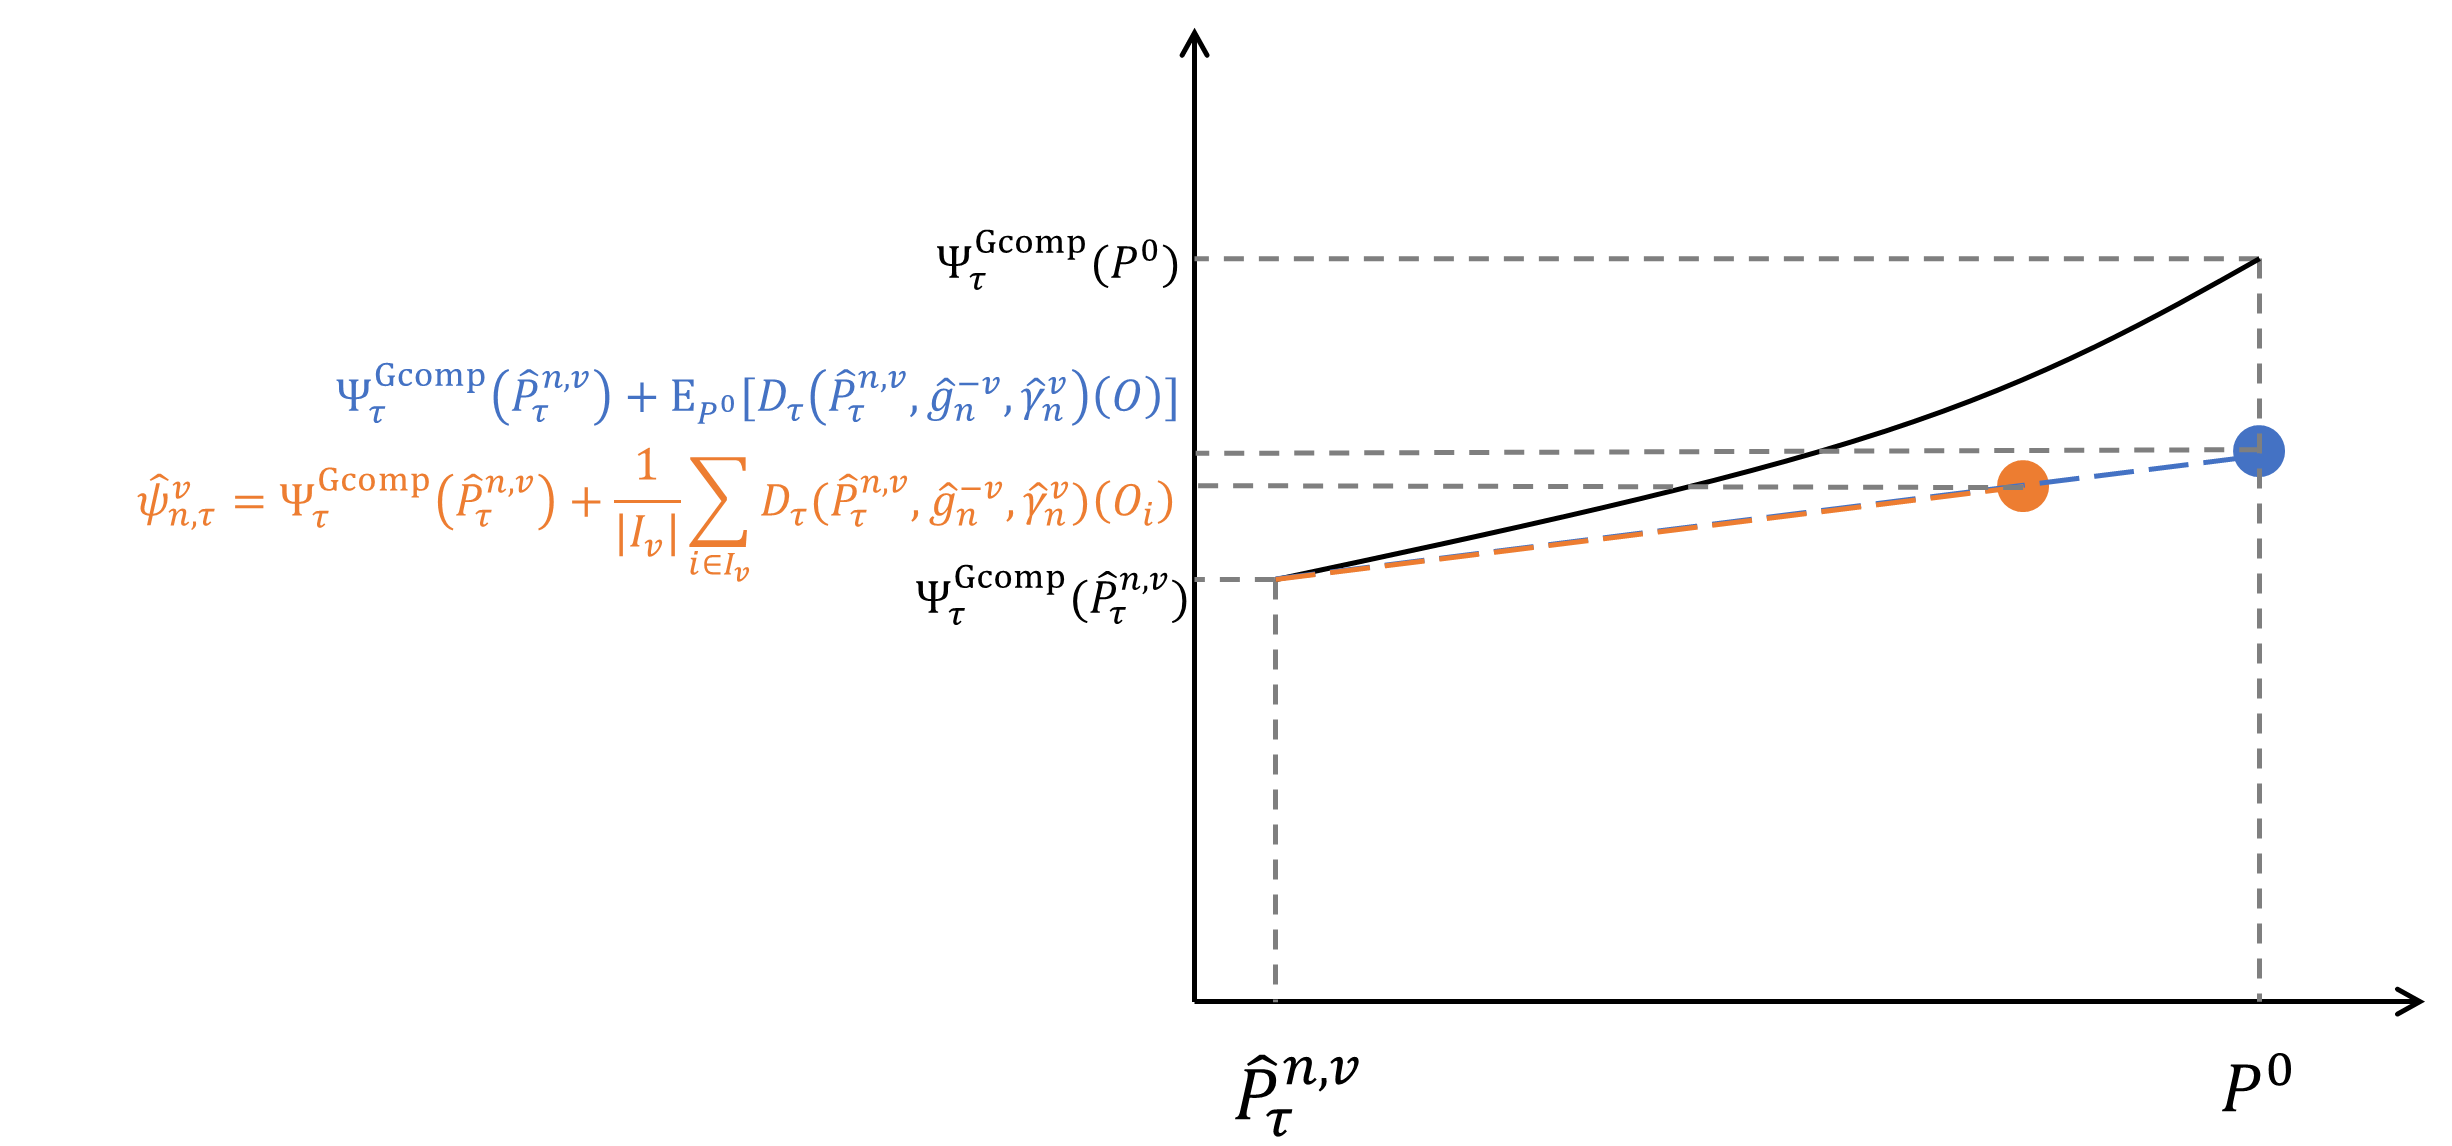 Ψ_τ^Gcomp(P^0)
Ψ_τ^Gcomp(P̂_τ^{n,v}) + E_{P^0}[D_τ(P̂_τ^{n,v}, ĝ_n^{-v}, γ̂_n^v)(O)]
ψ̂_{n,τ}^v = Ψ_τ^Gcomp(P̂_τ^{n,v}) + 1/|I_v| ∑_{i∈I_v} D_τ(P̂_τ^{n,v}, ĝ_n^{-v}, γ̂_n^v)(O_i)
Ψ_τ^Gcomp(P̂_τ^{n,v})
P̂_τ^{n,v} P^0